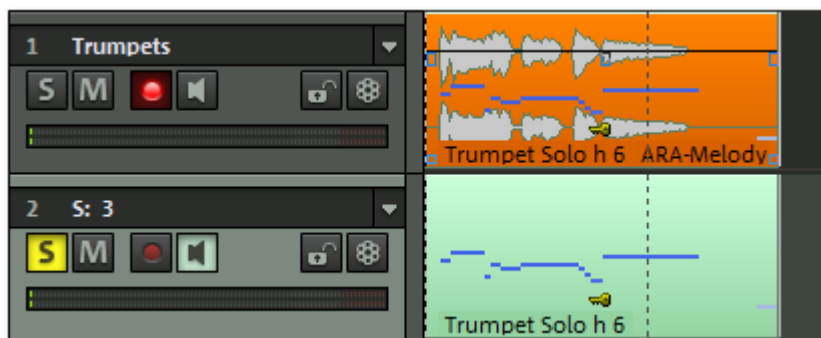 1 Trumpets
S M
Trumpet Solo h 6 ARA-Melody
2 S: 3
S M
Trumpet Solo h 6